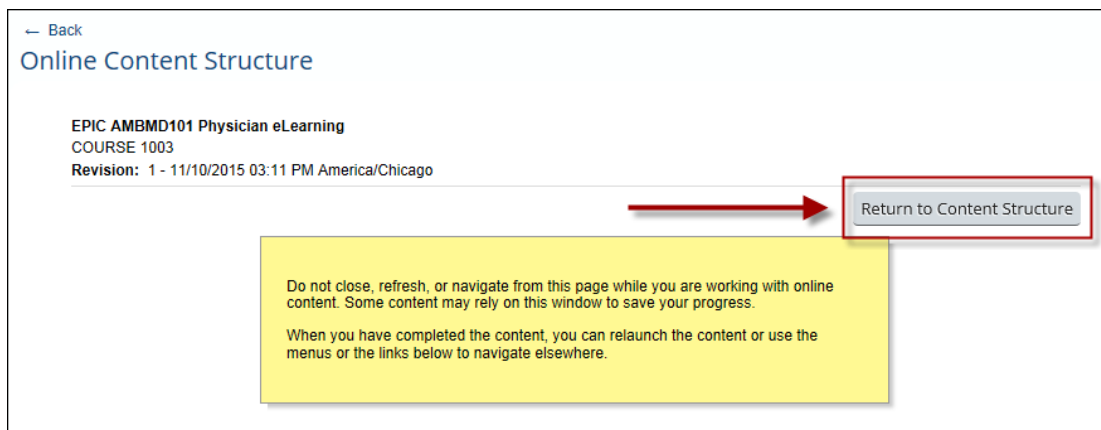 ← Back
Online Content Structure
EPIC AMBMD101 Physician eLearning
COURSE 1003
Revision: 1 - 11/10/2015 03:11 PM America/Chicago
Return to Content Structure
Do not close, refresh, or navigate from this page while you are working with online
content. Some content may rely on this window to save your progress.
When you have completed the content, you can relaunch the content or use the
menus or the links below to navigate elsewhere.